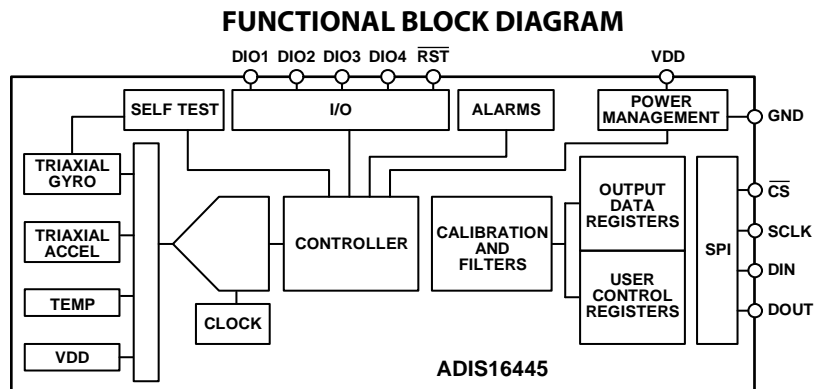 FUNCTIONAL BLOCK DIAGRAM
DIO1 DIO2 DIO3 DIO4 RST VDD
SELF TEST
I/O
ALARMS
POWER
MANAGEMENT
GND
TRIAXIAL
GYRO
TRIAXIAL
ACCEL
TEMP
VDD
CLOCK
CONTROLLER
CALIBRATION
AND
FILTERS
OUTPUT
DATA
REGISTERS
USER
CONTROL
REGISTERS
SPI
CS
SCLK
DIN
DOUT
ADIS16445